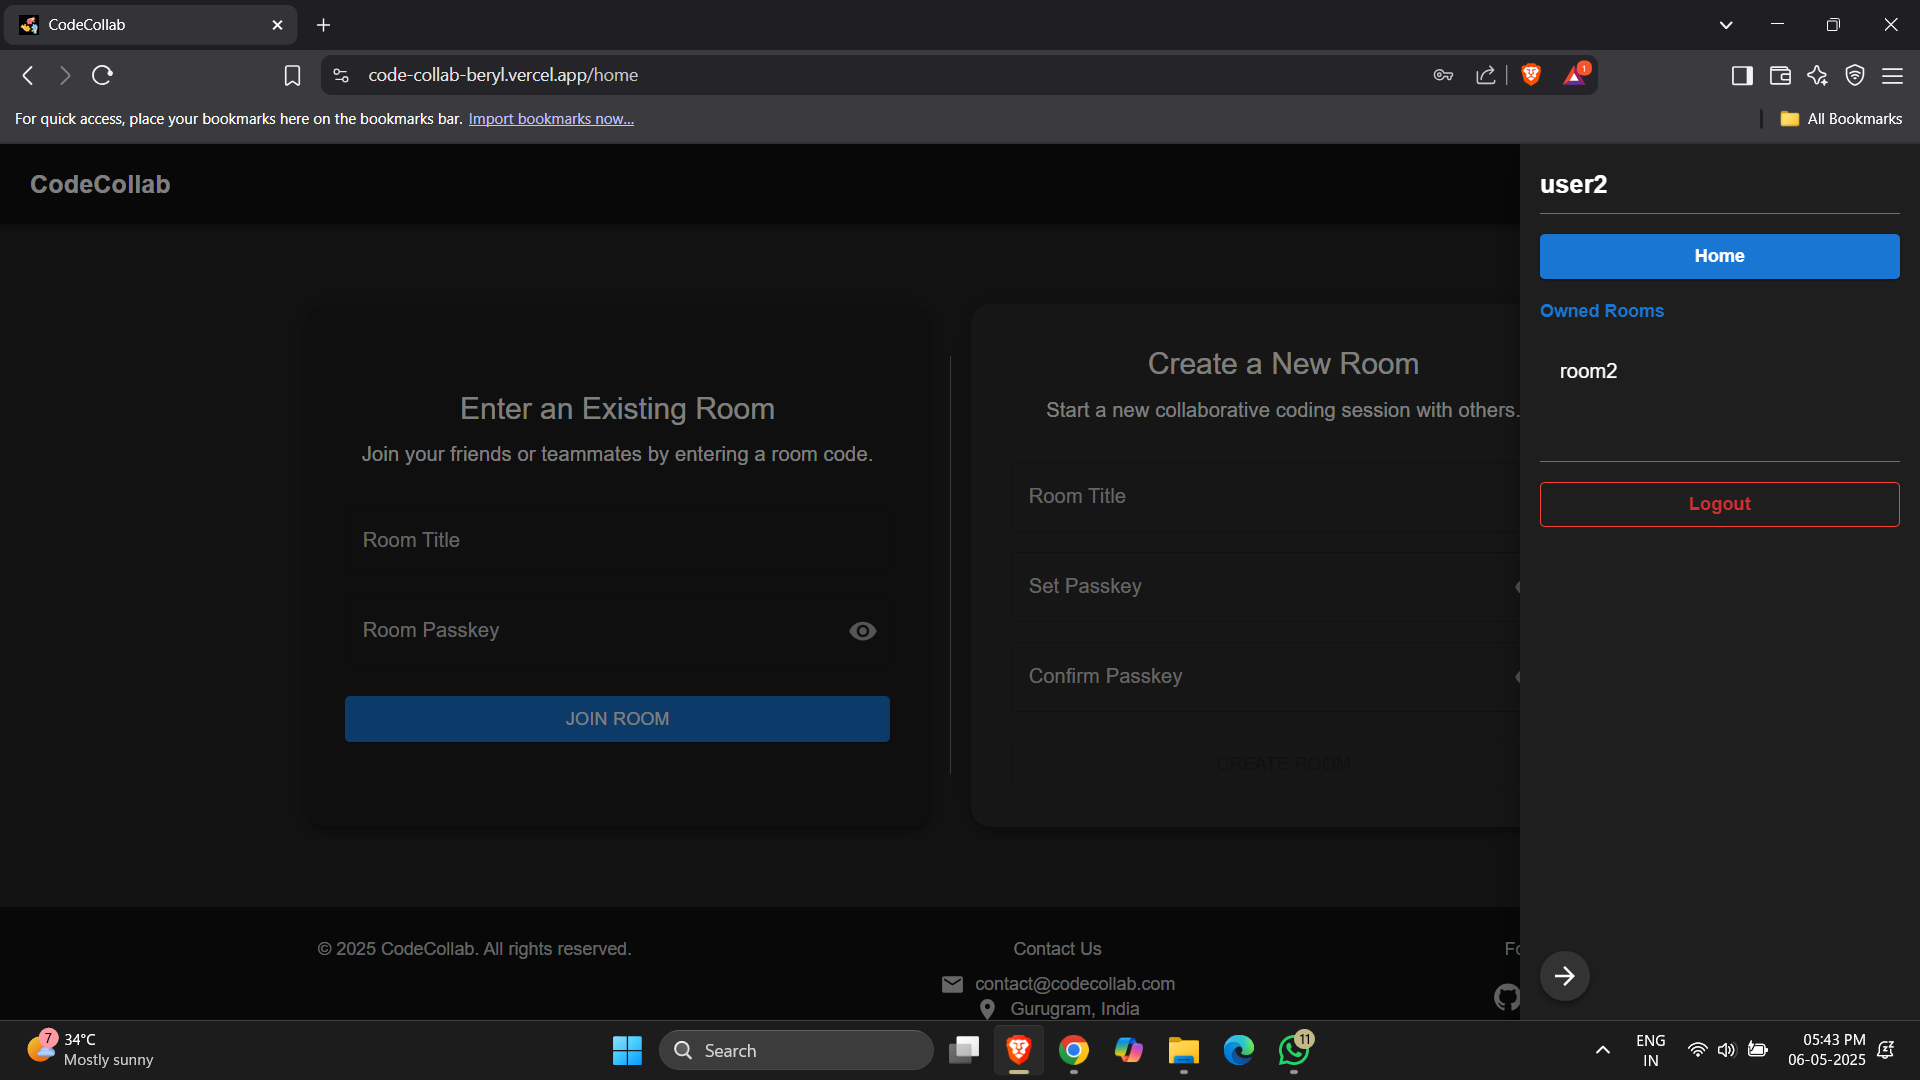 CodeCollab
code-collab-beryl.vercel.app/home
1
For quick access, place your bookmarks here on the bookmarks bar. Import bookmarks now...
All Bookmarks
CodeCollab
Enter an Existing Room
Join your friends or teammates by entering a room code.
Room Title
Room Passkey
JOIN ROOM
Create a New Room
Start a new collaborative coding session with others.
Room Title
Set Passkey
Confirm Passkey
CREATE ROOM
user2
Home
Owned Rooms
room2
Logout
© 2025 CodeCollab. All rights reserved.
Contact Us
contact@codecollab.com
Gurugram, India
Fo
7
34°C
Mostly sunny
Search
11
ENG
IN
05:43 PM
06-05-2025